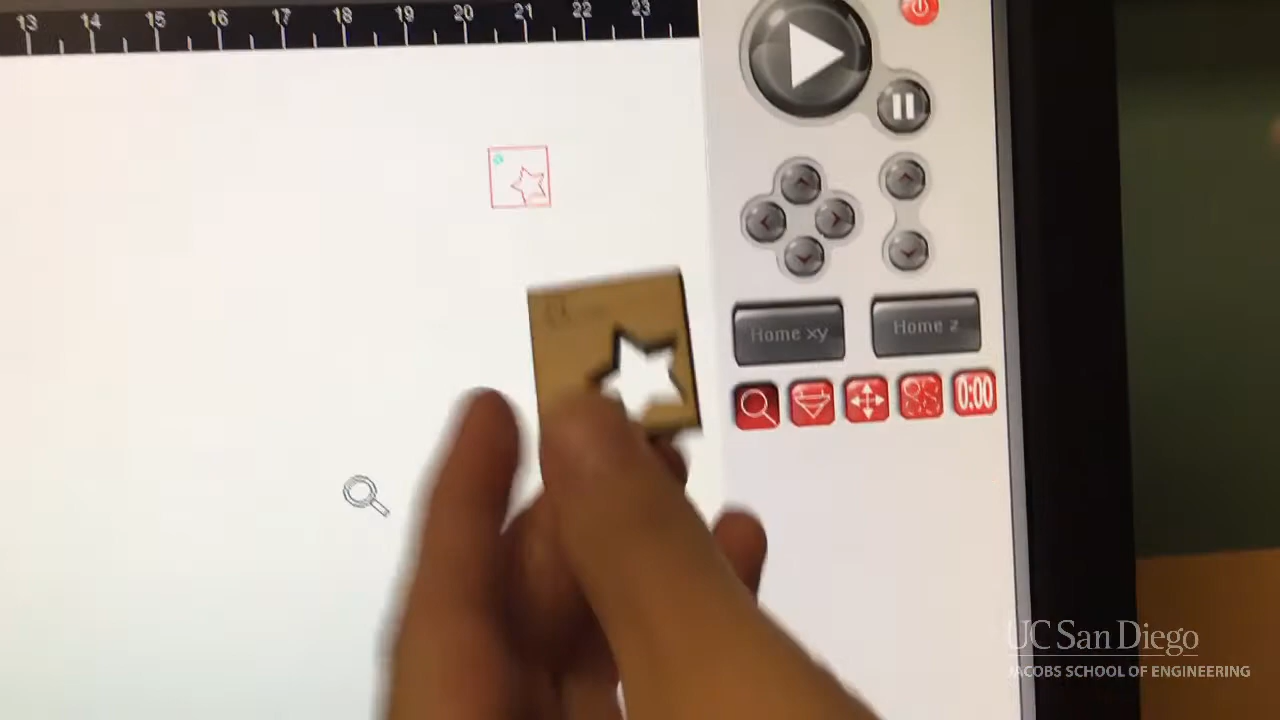 13 14 15 16 17 18 19 20 21 22 23
Home xy
Home z
0:00
UC San Diego
JACOBS SCHOOL OF ENGINEERING